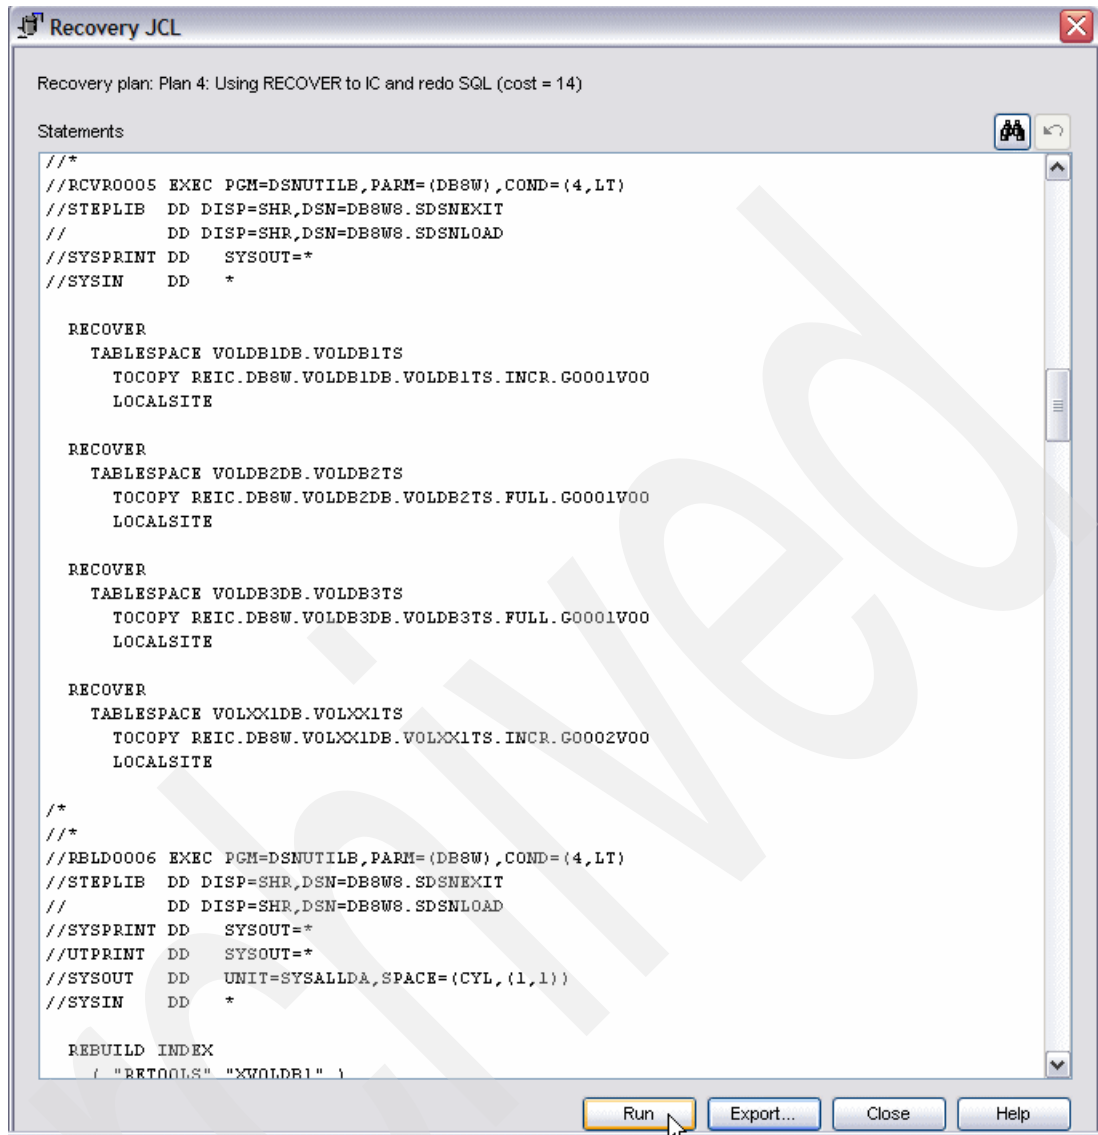 Recovery JCL
Recovery plan: Plan 4: Using RECOVER to IC and redo SQL (cost = 14)
Statements
//*
//RCVR0005 EXEC PGM=DSNUTILB,PARM=(DB8W),COND=(4,LT)
//STEPLIB  DD DISP=SHR,DSN=DB8W8.SDSNEXIT
//         DD DISP=SHR,DSN=DB8W8.SDSNLOAD
//SYSPRINT DD   SYSOUT=*
//SYSIN    DD   *
RECOVER
TABLESPACE VOLDB1DB.VOLDB1TS
TOCOPY REIC.DB8W.VOLDB1DB.VOLDB1TS.INCR.G0001V00
LOCALSITE
RECOVER
TABLESPACE VOLDB2DB.VOLDB2TS
TOCOPY REIC.DB8W.VOLDB2DB.VOLDB2TS.FULL.G0001V00
LOCALSITE
RECOVER
TABLESPACE VOLDB3DB.VOLDB3TS
TOCOPY REIC.DB8W.VOLDB3DB.VOLDB3TS.FULL.G0001V00
LOCALSITE
RECOVER
TABLESPACE VOLXX1DB.VOLXX1TS
TOCOPY REIC.DB8W.VOLXX1DB.VOLXX1TS.INCR.G0002V00
LOCALSITE
/*
//*
//RBLD0006 EXEC PGM=DSNUTILB,PARM=(DB8W),COND=(4,LT)
//STEPLIB  DD DISP=SHR,DSN=DB8W8.SDSNEXIT
//         DD DISP=SHR,DSN=DB8W8.SDSNLOAD
//SYSPRINT DD   SYSOUT=*
//UTPRINT  DD   SYSOUT=*
//SYSOUT   DD   UNIT=SYSALLDA,SPACE=(CYL,(1,1))
//SYSIN    DD   *
REBUILD INDEX
( "RETOOLS" "XVOLDB1" )
Run Export... Close Help
rchived